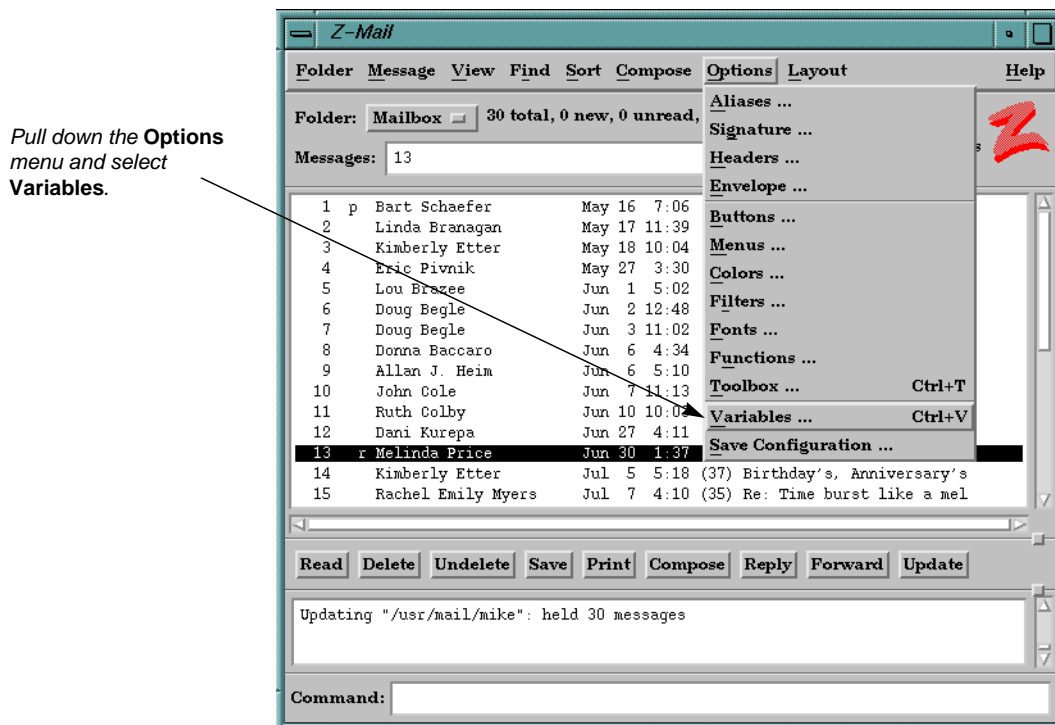 Z-Mail
Folder Message View Find Sort Compose Options Layout Help
Folder: Mailbox 30 total, 0 new, 0 unread,
Messages: 13
Pull down the Options
menu and select
Variables.
Aliases ...
Signature ...
Headers ...
Envelope ...
Buttons ...
Menus ...
Colors ...
Filters ...
Fonts ...
Functions ...
Toolbox ... Ctrl+T
Variables ... Ctrl+V
Save Configuration ...
1 p Bart Schaefer May 16 7:06
2 Linda Branagan May 17 11:39
3 Kimberly Etter May 18 10:04
4 Eric Pivnik May 27 3:30
5 Lou Brazee Jun 1 5:02
6 Doug Begle Jun 2 12:48
7 Doug Begle Jun 3 11:02
8 Donna Baccaro Jun 6 4:34
9 Allan J. Heim Jun 6 5:10
10 John Cole Jun 7 11:13
11 Ruth Colby Jun 10
12 Dani Kurepa Jun 27 4:11
13 r Melinda Price Jun 30 1:37
14 Kimberly Etter Jul 5 5:18 (37) Birthday's, Anniversary's
15 Rachel Emily Myers Jul 7 4:10 (35) Re: Time burst like a mel
Read Delete Undelete Save Print Compose Reply Forward Update
Updating "/usr/mail/mike": held 30 messages
Command: